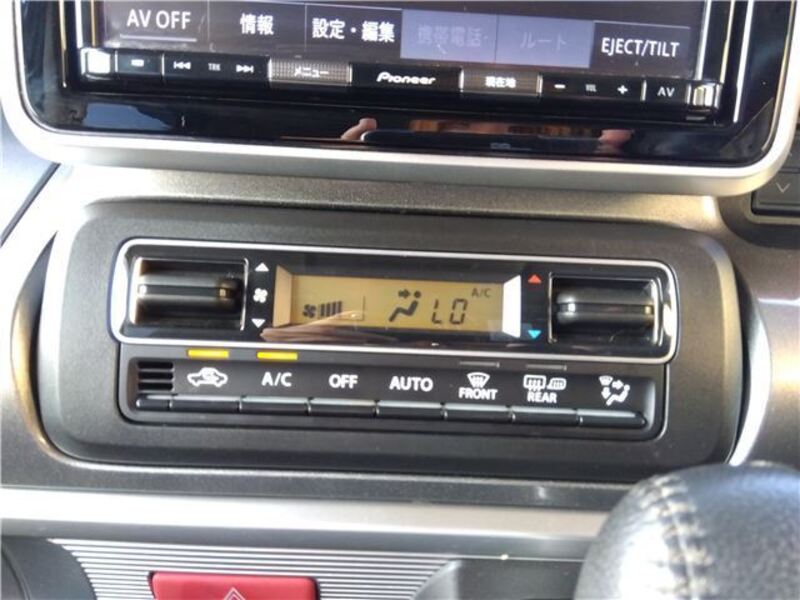 AV OFF 情報 設定・編集 携帯電話 ルート EJECT/TILT
TRK メニュー Pioneer 現在地 − VOL + AV
A/C
LO
A/C OFF AUTO FRONT REAR